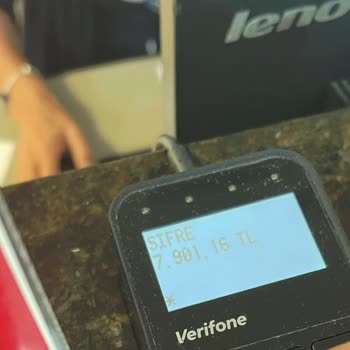 leno
SIFRE
7.901,16 TL
*
Verifone